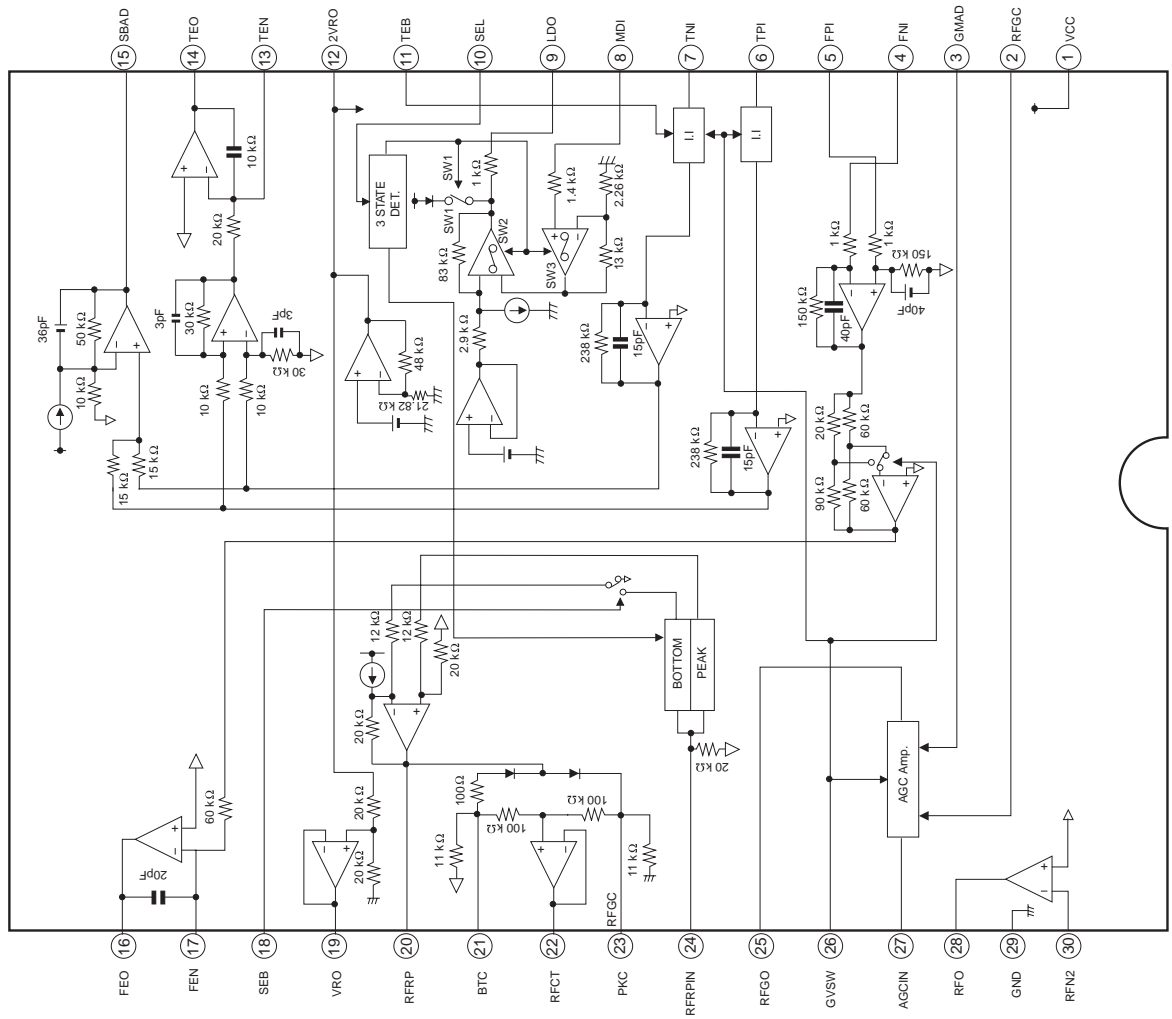 15 SBAD
14 TEO
13 TEN
12 2VRO
11 TEB
10 SEL
9 LDO
8 MDI
7 TNI
6 TPI
5 FPI
4 FNI
3 GMAD
2 RFGC
1 VCC
36pF
50 kΩ
10 kΩ
15 kΩ
15 kΩ
10 kΩ
20 kΩ
3pF
30 kΩ
3pF
30 kΩ
10 kΩ
10 kΩ
48 kΩ
21.82 kΩ
3 STATE
DET.
SW1
SW1
1 kΩ
83 kΩ
SW2
2.9 kΩ
1.4 kΩ
2.26 kΩ
SW3
13 kΩ
238 kΩ
15pF
I.I
I.I
238 kΩ
15pF
1 kΩ
1 kΩ
150 kΩ
150 kΩ
40pF
40pF
20 kΩ
60 kΩ
90 kΩ
60 kΩ
12 kΩ
12 kΩ
20 kΩ
20 kΩ
BOTTOM
PEAK
20 kΩ
AGC Amp.
60 kΩ
20pF
20 kΩ
20 kΩ
100Ω
100 kΩ
100 kΩ
11 kΩ
11 kΩ
RFGC
16 FEO
17 FEN
18 SEB
19 VRO
20 RFRP
21 BTC
22 RFCT
23 PKC
24 RFRPIN
25 RFGO
26 GVSW
27 AGCIN
28 RFO
29 GND
30 RFN2